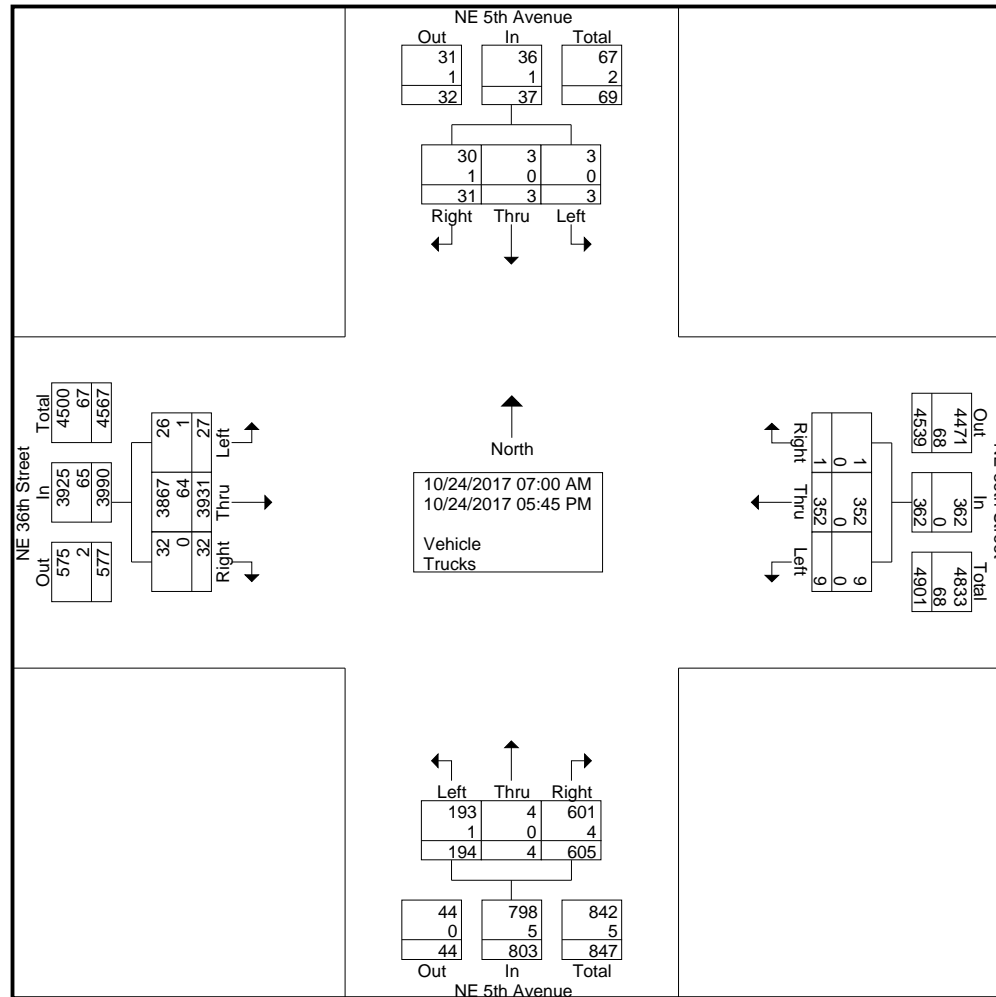 NE 5th Avenue
Out In Total
31 36 67
1 1 2
32 37 69
30 3 3
1 0 0
31 3 3
Right Thru Left
NE 36th Street
Total In Out
4500 3925 575
67 65 2
4567 3990 577
26 3867 32
1 64 0
27 3931 32
Left Thru Right
North
10/24/2017 07:00 AM
10/24/2017 05:45 PM
Vehicle
Trucks
Right Thru Left
1 352 9
0 0 0
1 352 9
Out In Total
4471 362 4833
68 0 68
4539 362 4901
Left Thru Right
193 4 601
1 0 4
194 4 605
44 798 842
0 5 5
44 803 847
Out In Total
NE 5th Avenue